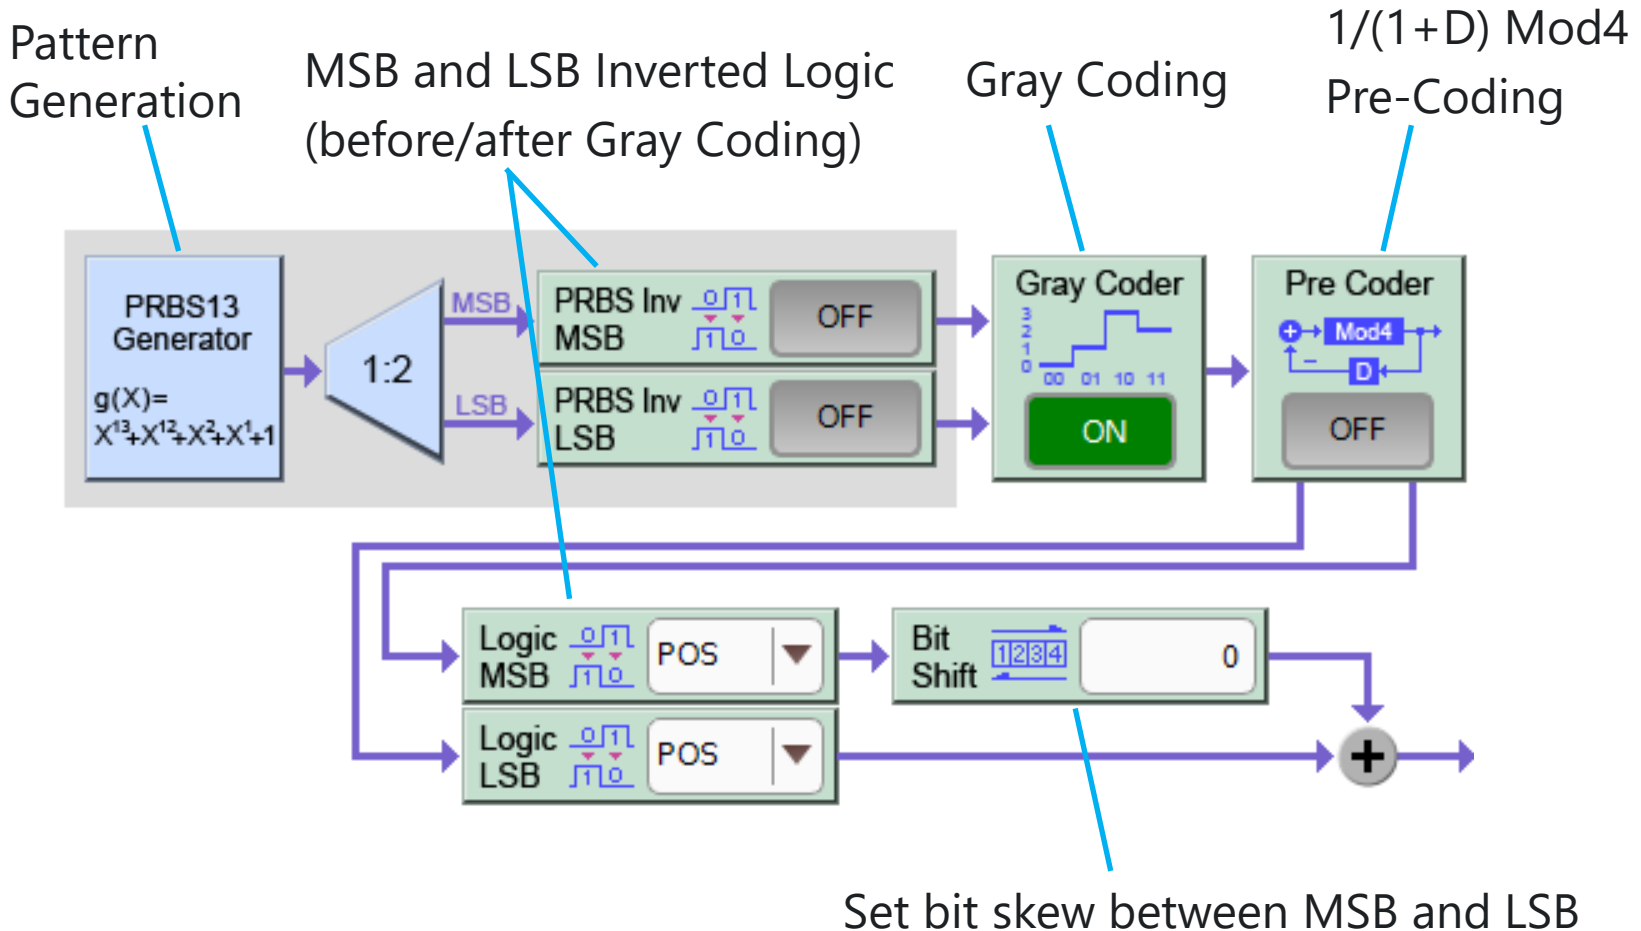 Pattern
Generation
MSB and LSB Inverted Logic
(before/after Gray Coding)
Gray Coding
1/(1+D) Mod4
Pre-Coding
PRBS13
Generator
g(X)=
X¹³+X¹²+X²+X¹+1
1:2
MSB
LSB
PRBS Inv
MSB
0 1
1 0
OFF
PRBS Inv
LSB
0 1
1 0
OFF
Gray Coder
3
2
1
0
00 01 10 11
ON
Pre Coder
+ Mod4
− D
OFF
Logic
MSB
0 1
1 0
POS
Bit
Shift
1 2 3 4
0
Logic
LSB
0 1
1 0
POS
+
Set bit skew between MSB and LSB